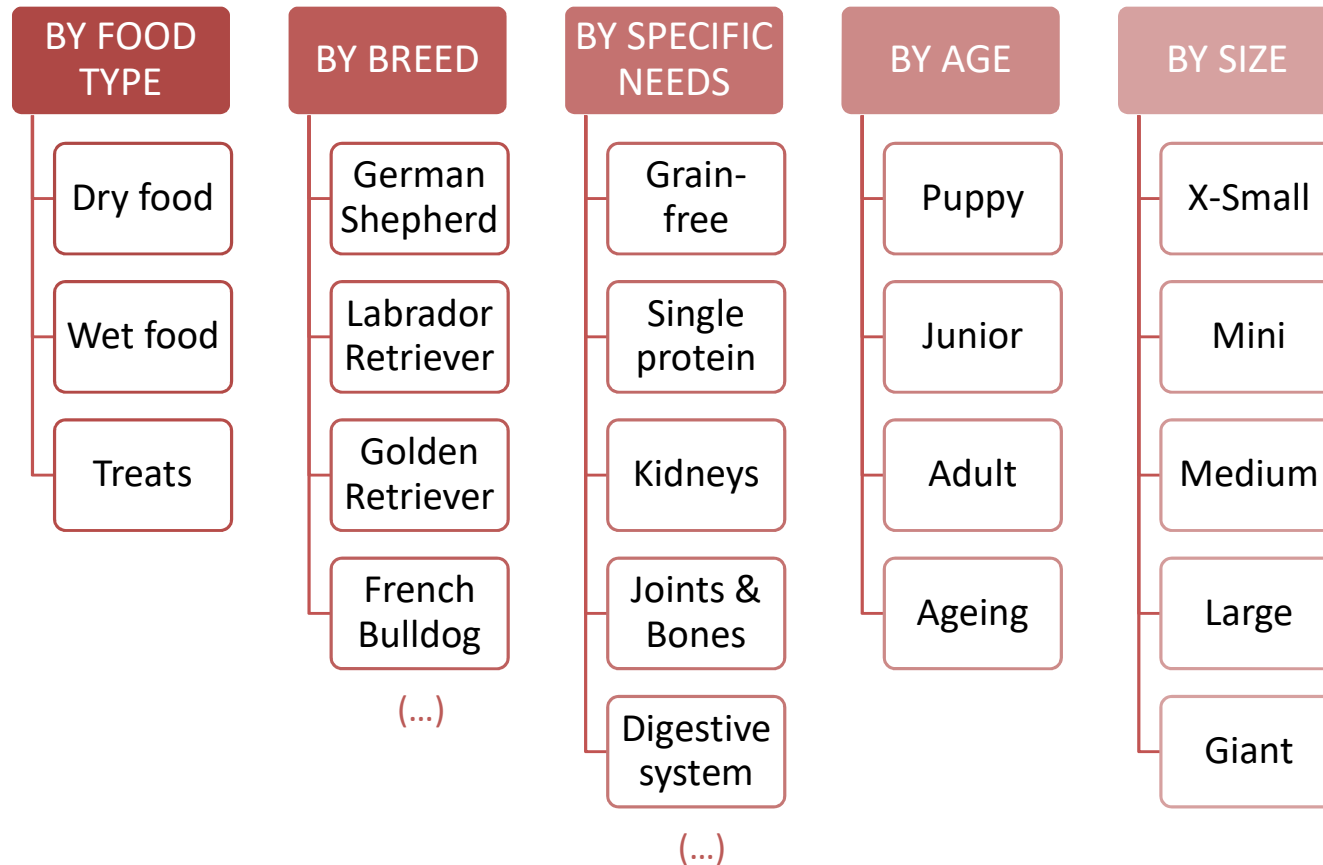 BY FOOD
TYPE
Dry food
Wet food
Treats
BY BREED
German
Shepherd
Labrador
Retriever
Golden
Retriever
French
Bulldog
(...)
BY SPECIFIC
NEEDS
Grain-
free
Single
protein
Kidneys
Joints &
Bones
Digestive
system
(...)
BY AGE
Puppy
Junior
Adult
Ageing
BY SIZE
X-Small
Mini
Medium
Large
Giant